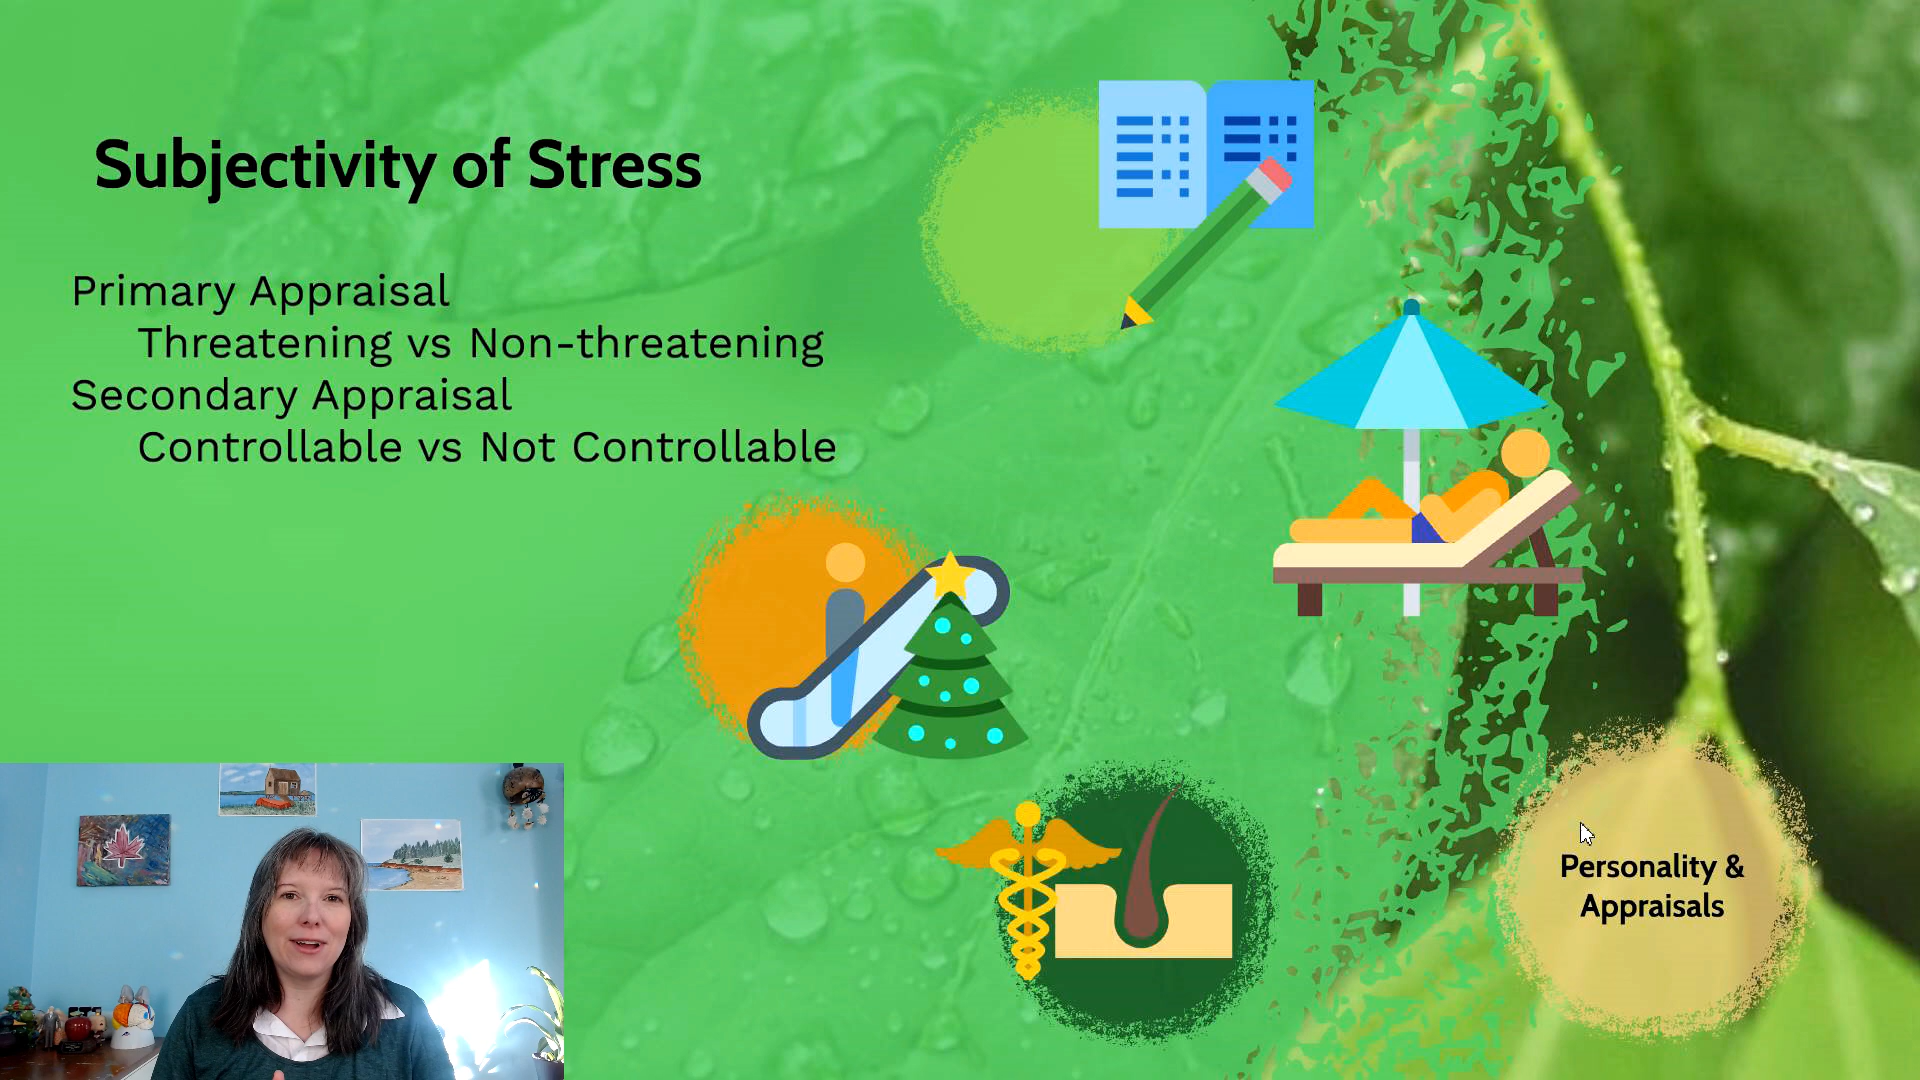 Subjectivity of Stress
Primary Appraisal
Threatening vs Non-threatening
Secondary Appraisal
Controllable vs Not Controllable
Personality &
Appraisals